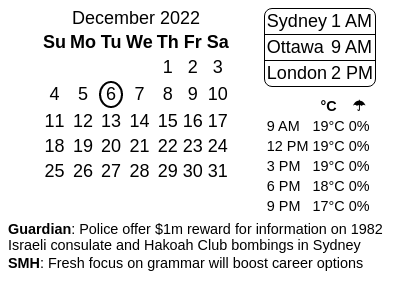 December 2022
Su Mo Tu We Th Fr Sa
1 2 3
4 5 6 7 8 9 10
11 12 13 14 15 16 17
18 19 20 21 22 23 24
25 26 27 28 29 30 31
Sydney 1 AM
Ottawa 9 AM
London 2 PM
°C ☂
9 AM 19°C 0%
12 PM 19°C 0%
3 PM 19°C 0%
6 PM 18°C 0%
9 PM 17°C 0%
Guardian: Police offer $1m reward for information on 1982
Israeli consulate and Hakoah Club bombings in Sydney
SMH: Fresh focus on grammar will boost career options